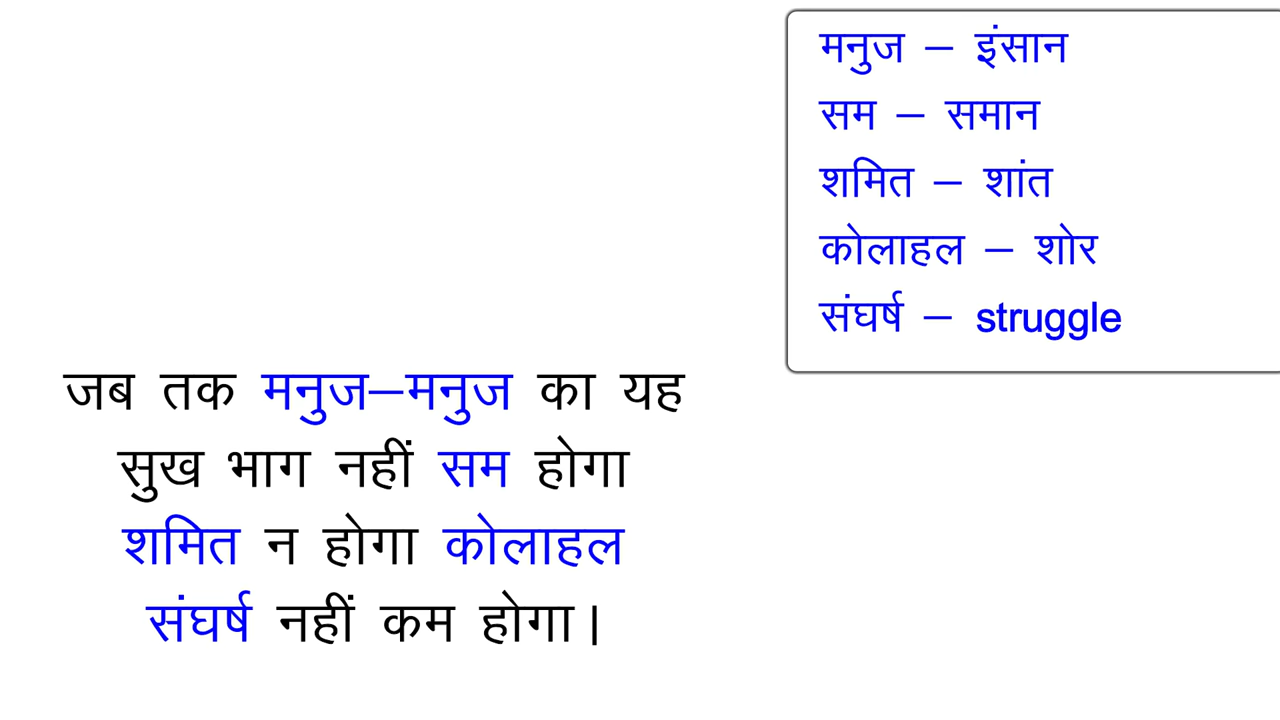 मनुज – इंसान
सम – समान
शमित – शांत
कोलाहल – शोर
संघर्ष – struggle
जब तक मनुज–मनुज का यह
सुख भाग नहीं सम होगा
शमित न होगा कोलाहल
संघर्ष नहीं कम होगा।